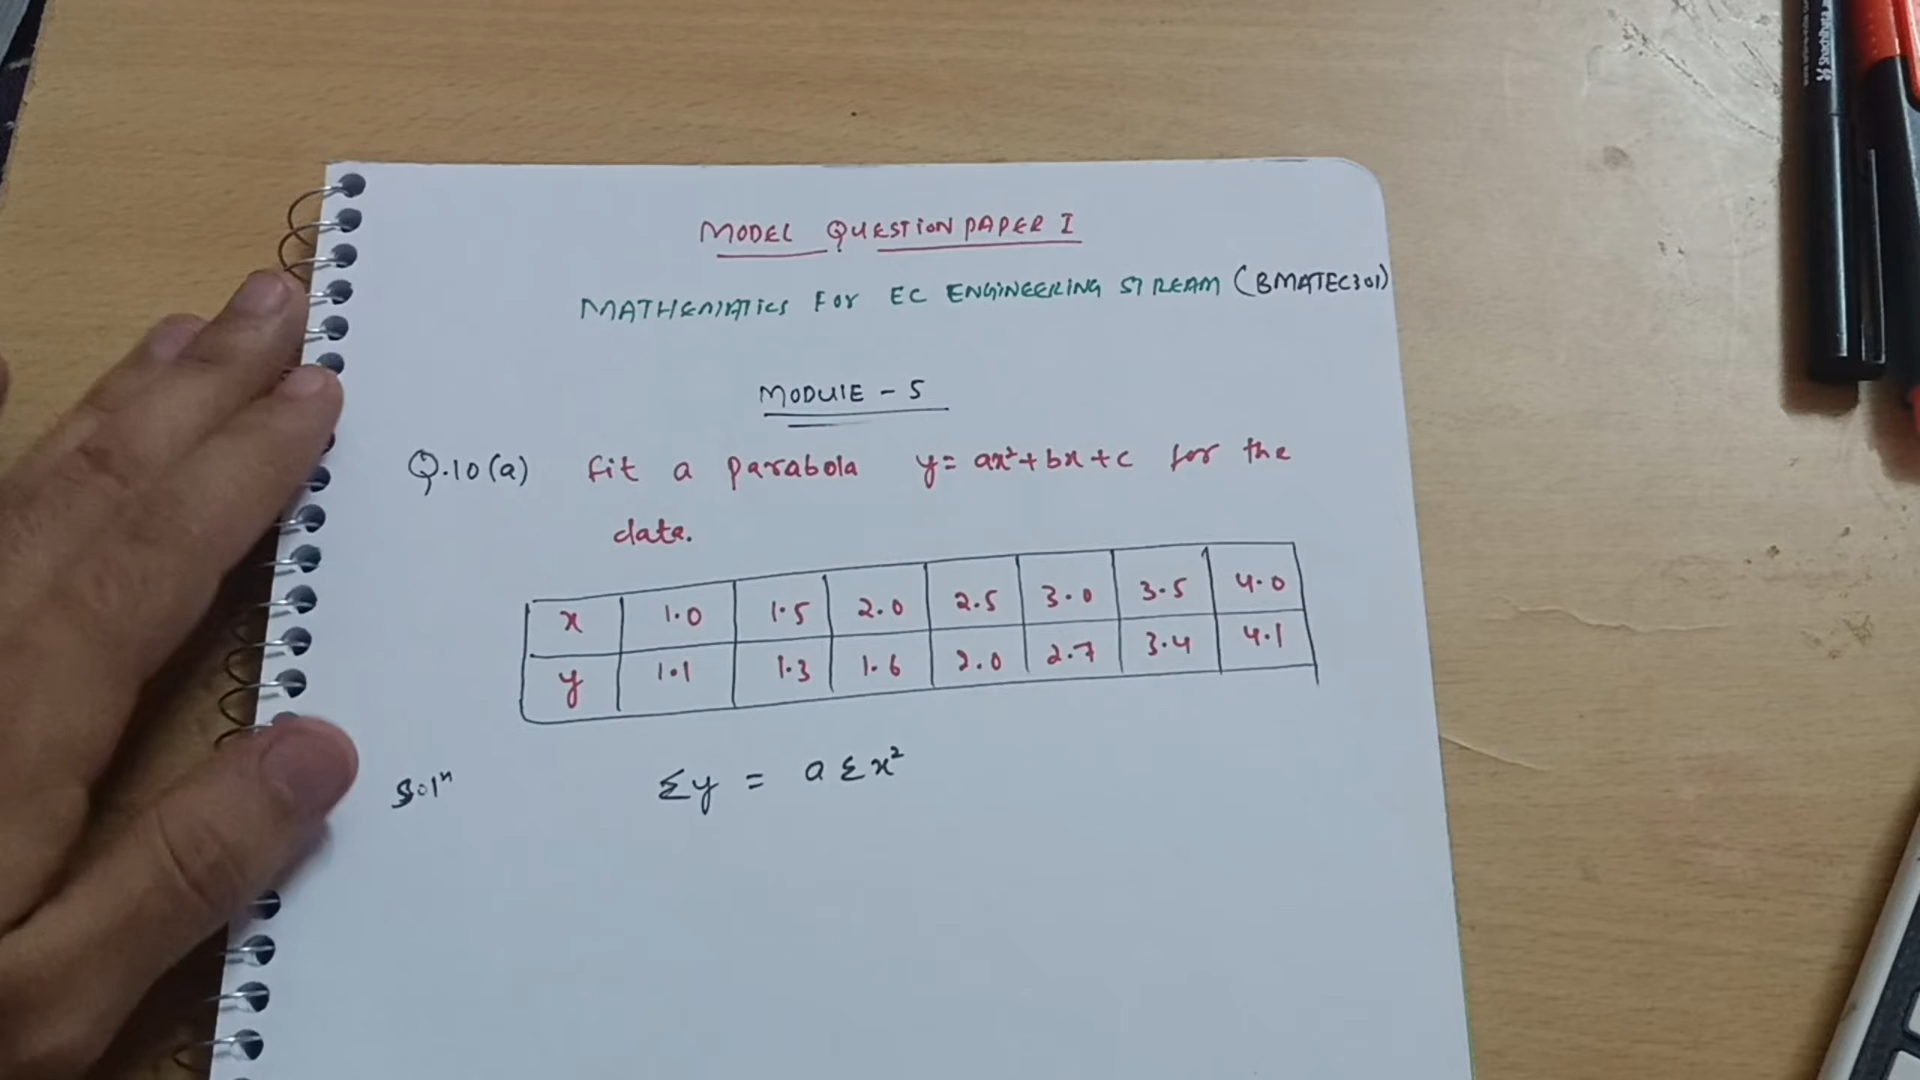 MODEL QUESTION PAPER I
MATHEMATICS FOR EC ENGINEERING STREAM (BMATEC301)
MODULE - 5
Q.10(a) Fit a parabola y = ax² + bx + c for the
data.
x 1.0 1.5 2.0 2.5 3.0 3.5 4.0
y 1.1 1.3 1.6 2.0 2.7 3.4 4.1
Solⁿ Σy = aΣx²